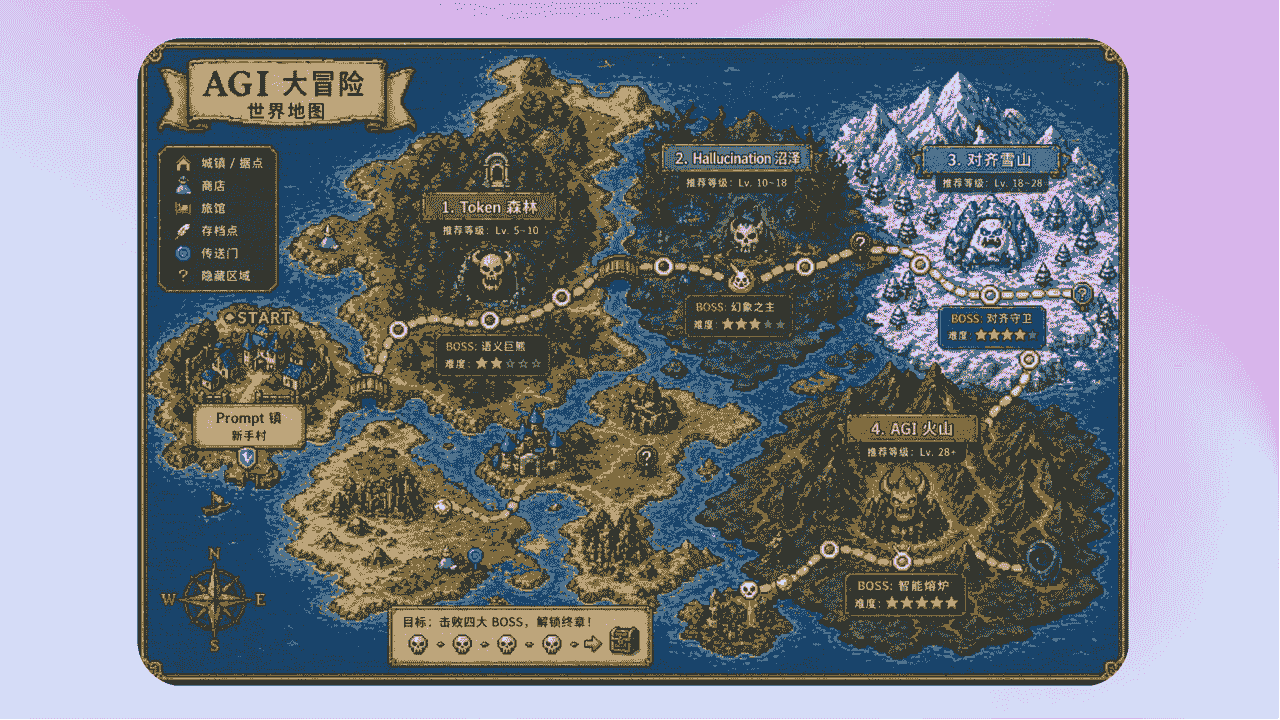 AGI 大冒险
世界地图
城镇 / 据点
商店
旅馆
存档点
传送门
? 隐藏区域
START
Prompt 镇
新手村
1. Token 森林
推荐等级: Lv. 5~10
BOSS: 语义巨熊
难度: ★★☆☆☆
2. Hallucination 沼泽
推荐等级: Lv. 10~18
?
BOSS: 幻象之主
难度: ★★★★★
3. 对齐雪山
推荐等级: Lv. 18~28
?
BOSS: 对齐守卫
难度: ★★★★★
4. AGI 火山
推荐等级: Lv. 28+
?
BOSS: 智能熔炉
难度: ★★★★★
N
W E
S
目标: 击败四大 BOSS, 解锁终章!